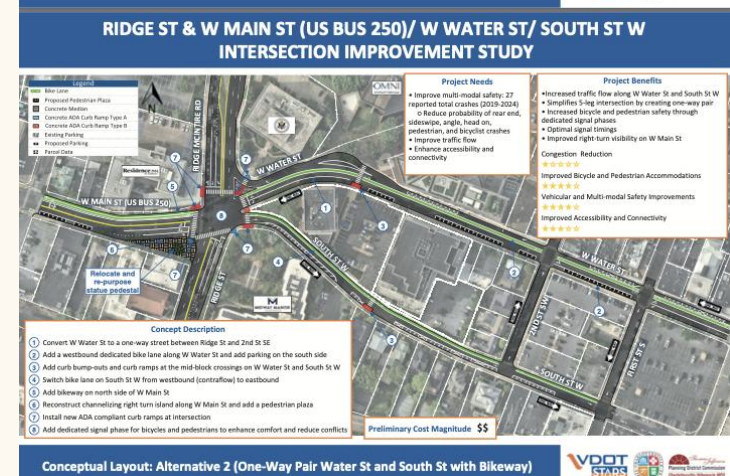 RIDGE ST & W MAIN ST (US BUS 250)/ W WATER ST/ SOUTH ST W
INTERSECTION IMPROVEMENT STUDY
Legend
Bike Lane
Proposed Pedestrian Plaza
Concrete Median
Concrete ADA Curb Ramp Type A
Concrete ADA Curb Ramp Type B
Existing Parking
Proposed Parking
Parcel Data
RIDGE MCINTIRE RD
OMNI
Residence INN
W MAIN ST (US BUS 250)
W WATER ST
Relocate and
re-purpose
status pedestal
RIDGE ST
SOUTH ST W
W WATER ST
2ND ST SW
SOUTH ST W
FIRST ST S
Project Needs
• Improve multi-modal safety: 27
reported total crashes (2019-2024)
o Reduce probability of rear end,
sideswipe, angle, head on,
pedestrian, and bicyclist crashes
• Improve traffic flow
• Enhance accessibility and
connectivity
Project Benefits
•Increased traffic flow along W Water St and South St W
• Simplifies 5-leg intersection by creating one-way pair
• Increased bicycle and pedestrian safety through
dedicated signal phases
• Optimal signal timings
• Improved right-turn visibility on W Main St
Congestion Reduction
Improved Bicycle and Pedestrian Accommodations
Vehicular and Multi-modal Safety Improvements
Improved Accessibility and Connectivity
Concept Description
1 Convert W Water St to a one-way street between Ridge St and 2nd St SE
2 Add a westbound dedicated bike lane along W Water St and add parking on the south side
3 Add curb bump-outs and curb ramps at the mid-block crossings on W Water St and South St W
4 Switch bike lane on South St W from westbound (contraflow) to eastbound
5 Add bikeway on north side of W Main St
6 Reconstruct channelizing right turn island along W Main St and add a pedestrian plaza
7 Install new ADA compliant curb ramps at intersection
8 Add dedicated signal phase for bicycles and pedestrians to enhance comfort and reduce conflicts
Preliminary Cost Magnitude $$
Conceptual Layout: Alternative 2 (One-Way Pair Water St and South St with Bikeway)
VDOT
STARS
Planning District Commission